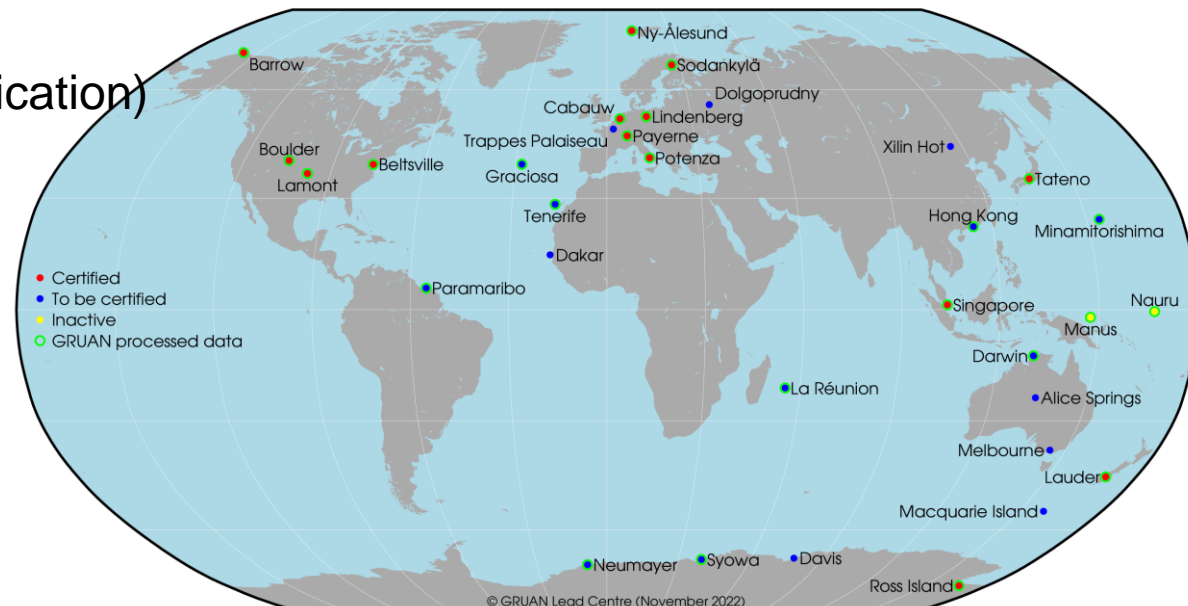 ication)
Ny-Ålesund
Barrow
Sodankylä
Dolgoprudny
Cabauw
Lindenberg
Trappes Palaiseau
Payerne
Xilin Hot
Boulder
Beltsville
Potenza
Lamont
Graciosa
Tateno
Tenerife
Hong Kong
Minamitorishima
Dakar
Certified
To be certified
Inactive
GRUAN processed data
Paramaribo
Singapore
Nauru
Manus
Darwin
La Réunion
Alice Springs
Melbourne
Lauder
Macquarie Island
Neumayer
Syowa
Davis
Ross Island
© GRUAN Lead Centre (November 2022)